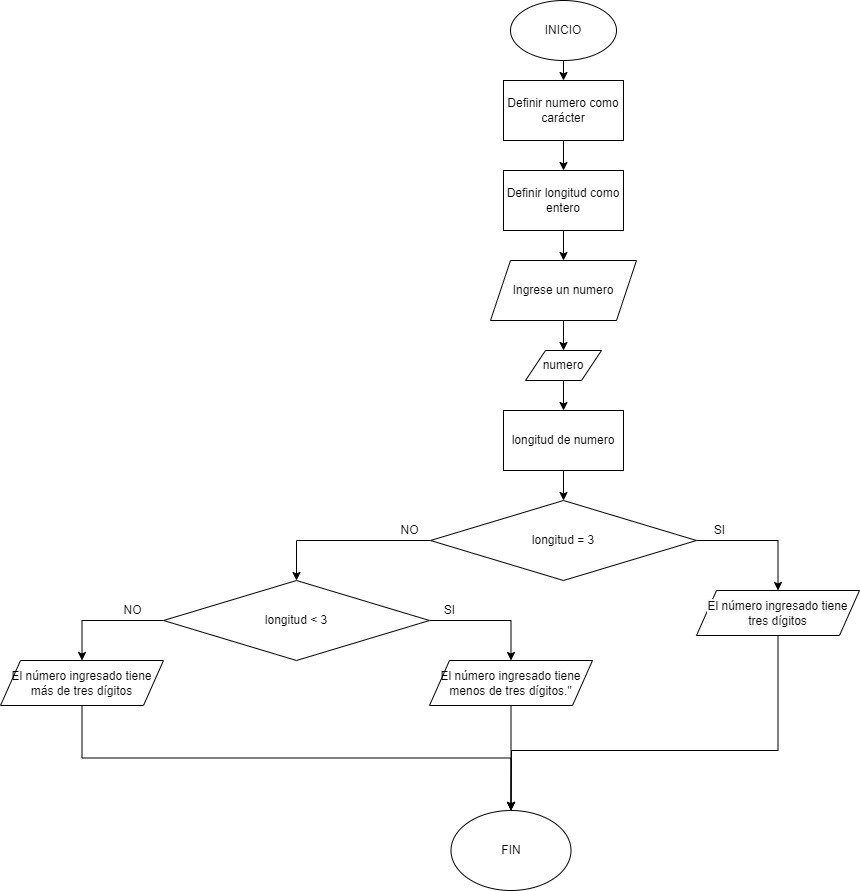 INICIO
Definir numero como
carácter
Definir longitud como
entero
Ingrese un numero
numero
longitud de numero
NO
SI
longitud = 3
NO
SI
longitud < 3
El número ingresado tiene
tres dígitos
El número ingresado tiene
más de tres dígitos
El número ingresado tiene
menos de tres dígitos."
FIN